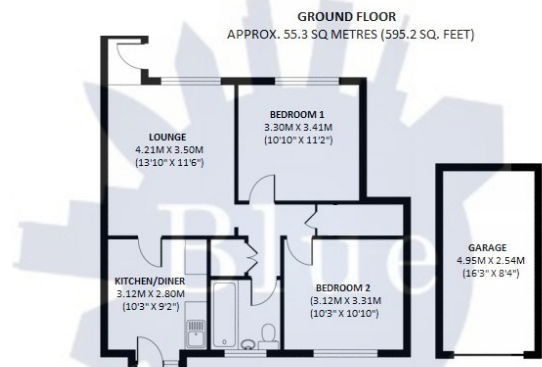 GROUND FLOOR
APPROX. 55.3 SQ METRES (595.2 SQ. FEET)
BEDROOM 1
3.30M X 3.41M
(10'10" X 11'2")
LOUNGE
4.21M X 3.50M
(13'10" X 11'6")
Blue
GARAGE
4.95M X 2.54M
(16'3" X 8'4")
KITCHEN/DINER
3.12M X 2.80M
(10'3" X 9'2")
BEDROOM 2
(3.12M X 3.31M
(10'3" X 10'10")